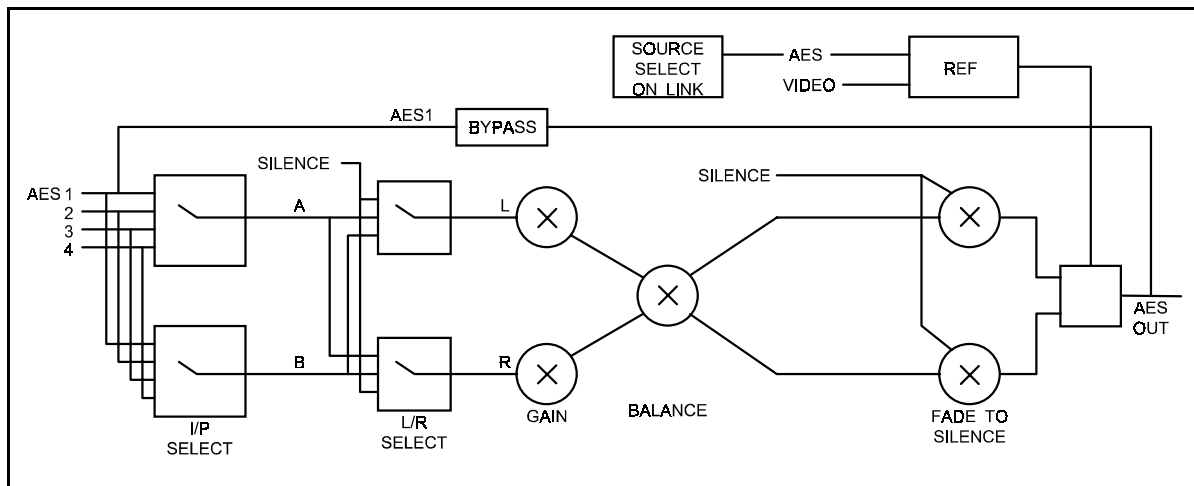 SOURCE
SELECT
ON LINK
AES
VIDEO
REF
AES1
BYPASS
SILENCE
SILENCE
AES 1
2
3
4
A
L
B
R
I/P
SELECT
L/R
SELECT
GAIN
BALANCE
FADE TO
SILENCE
AES
OUT